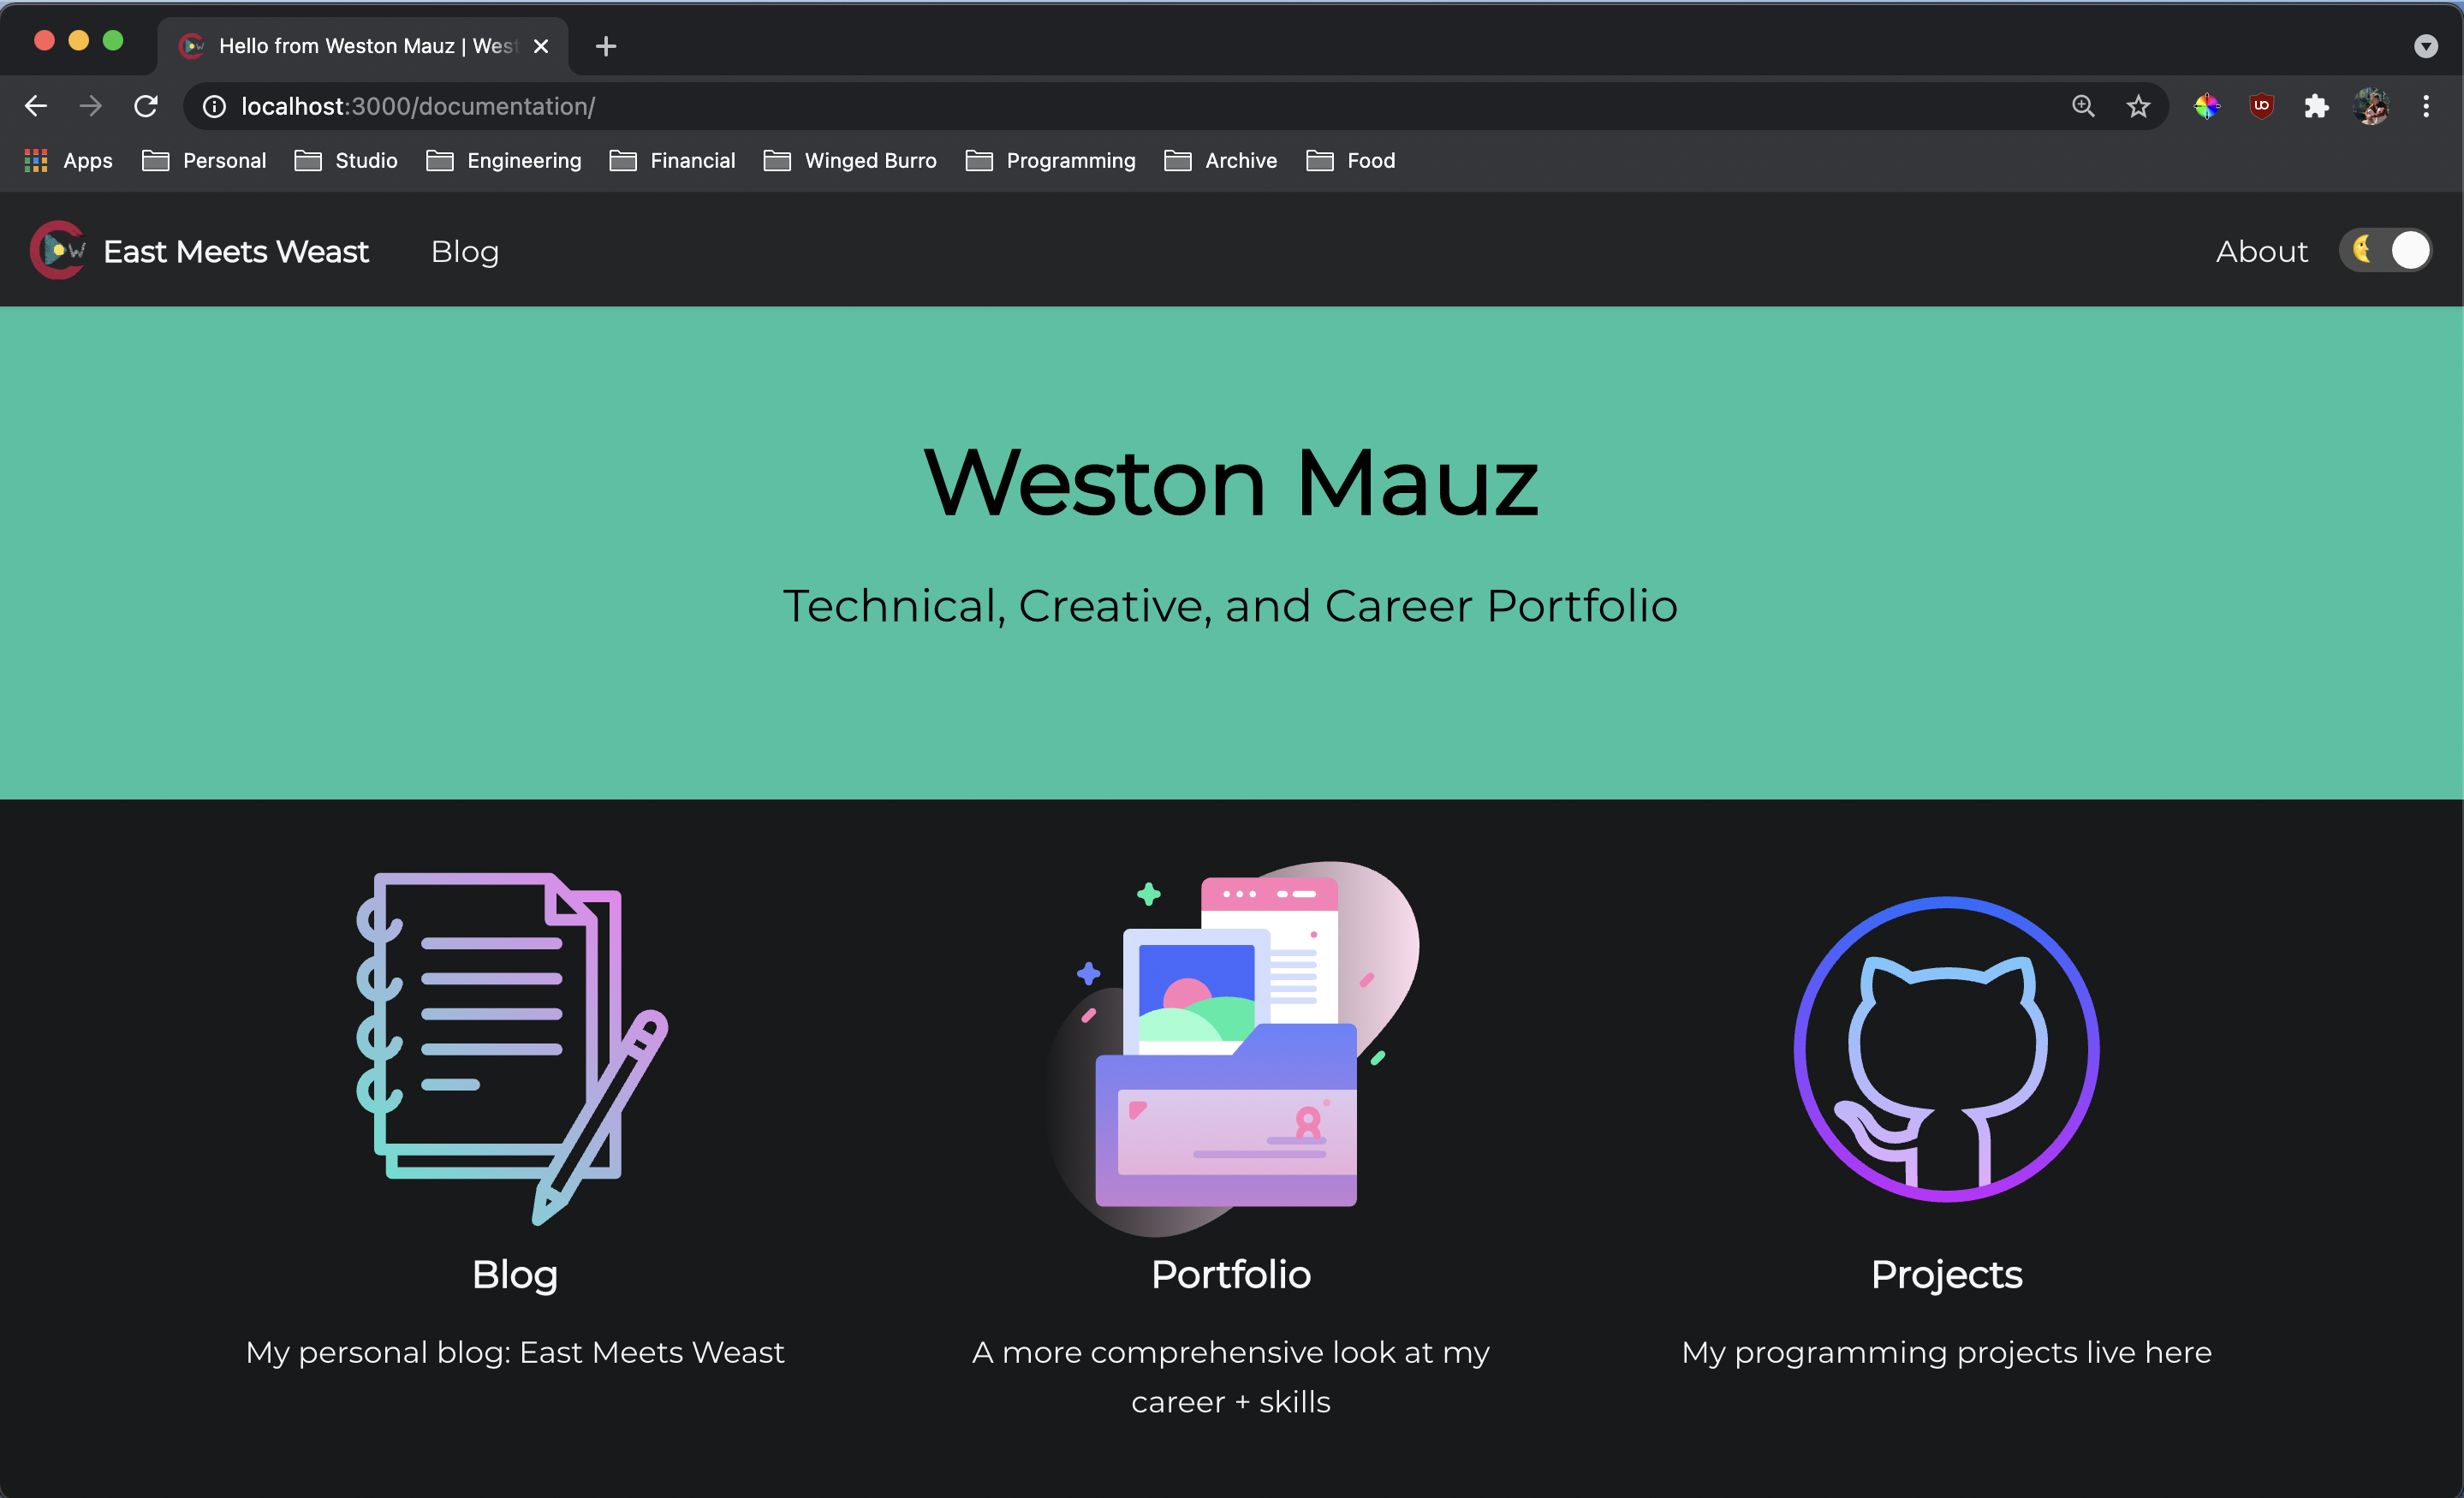 Hello from Weston Mauz | West
localhost:3000/documentation/
Apps Personal Studio Engineering Financial Winged Burro Programming Archive Food
East Meets Weast Blog About
Weston Mauz
Technical, Creative, and Career Portfolio
Blog Portfolio Projects
My personal blog: East Meets Weast
A more comprehensive look at my
career + skills
My programming projects live here